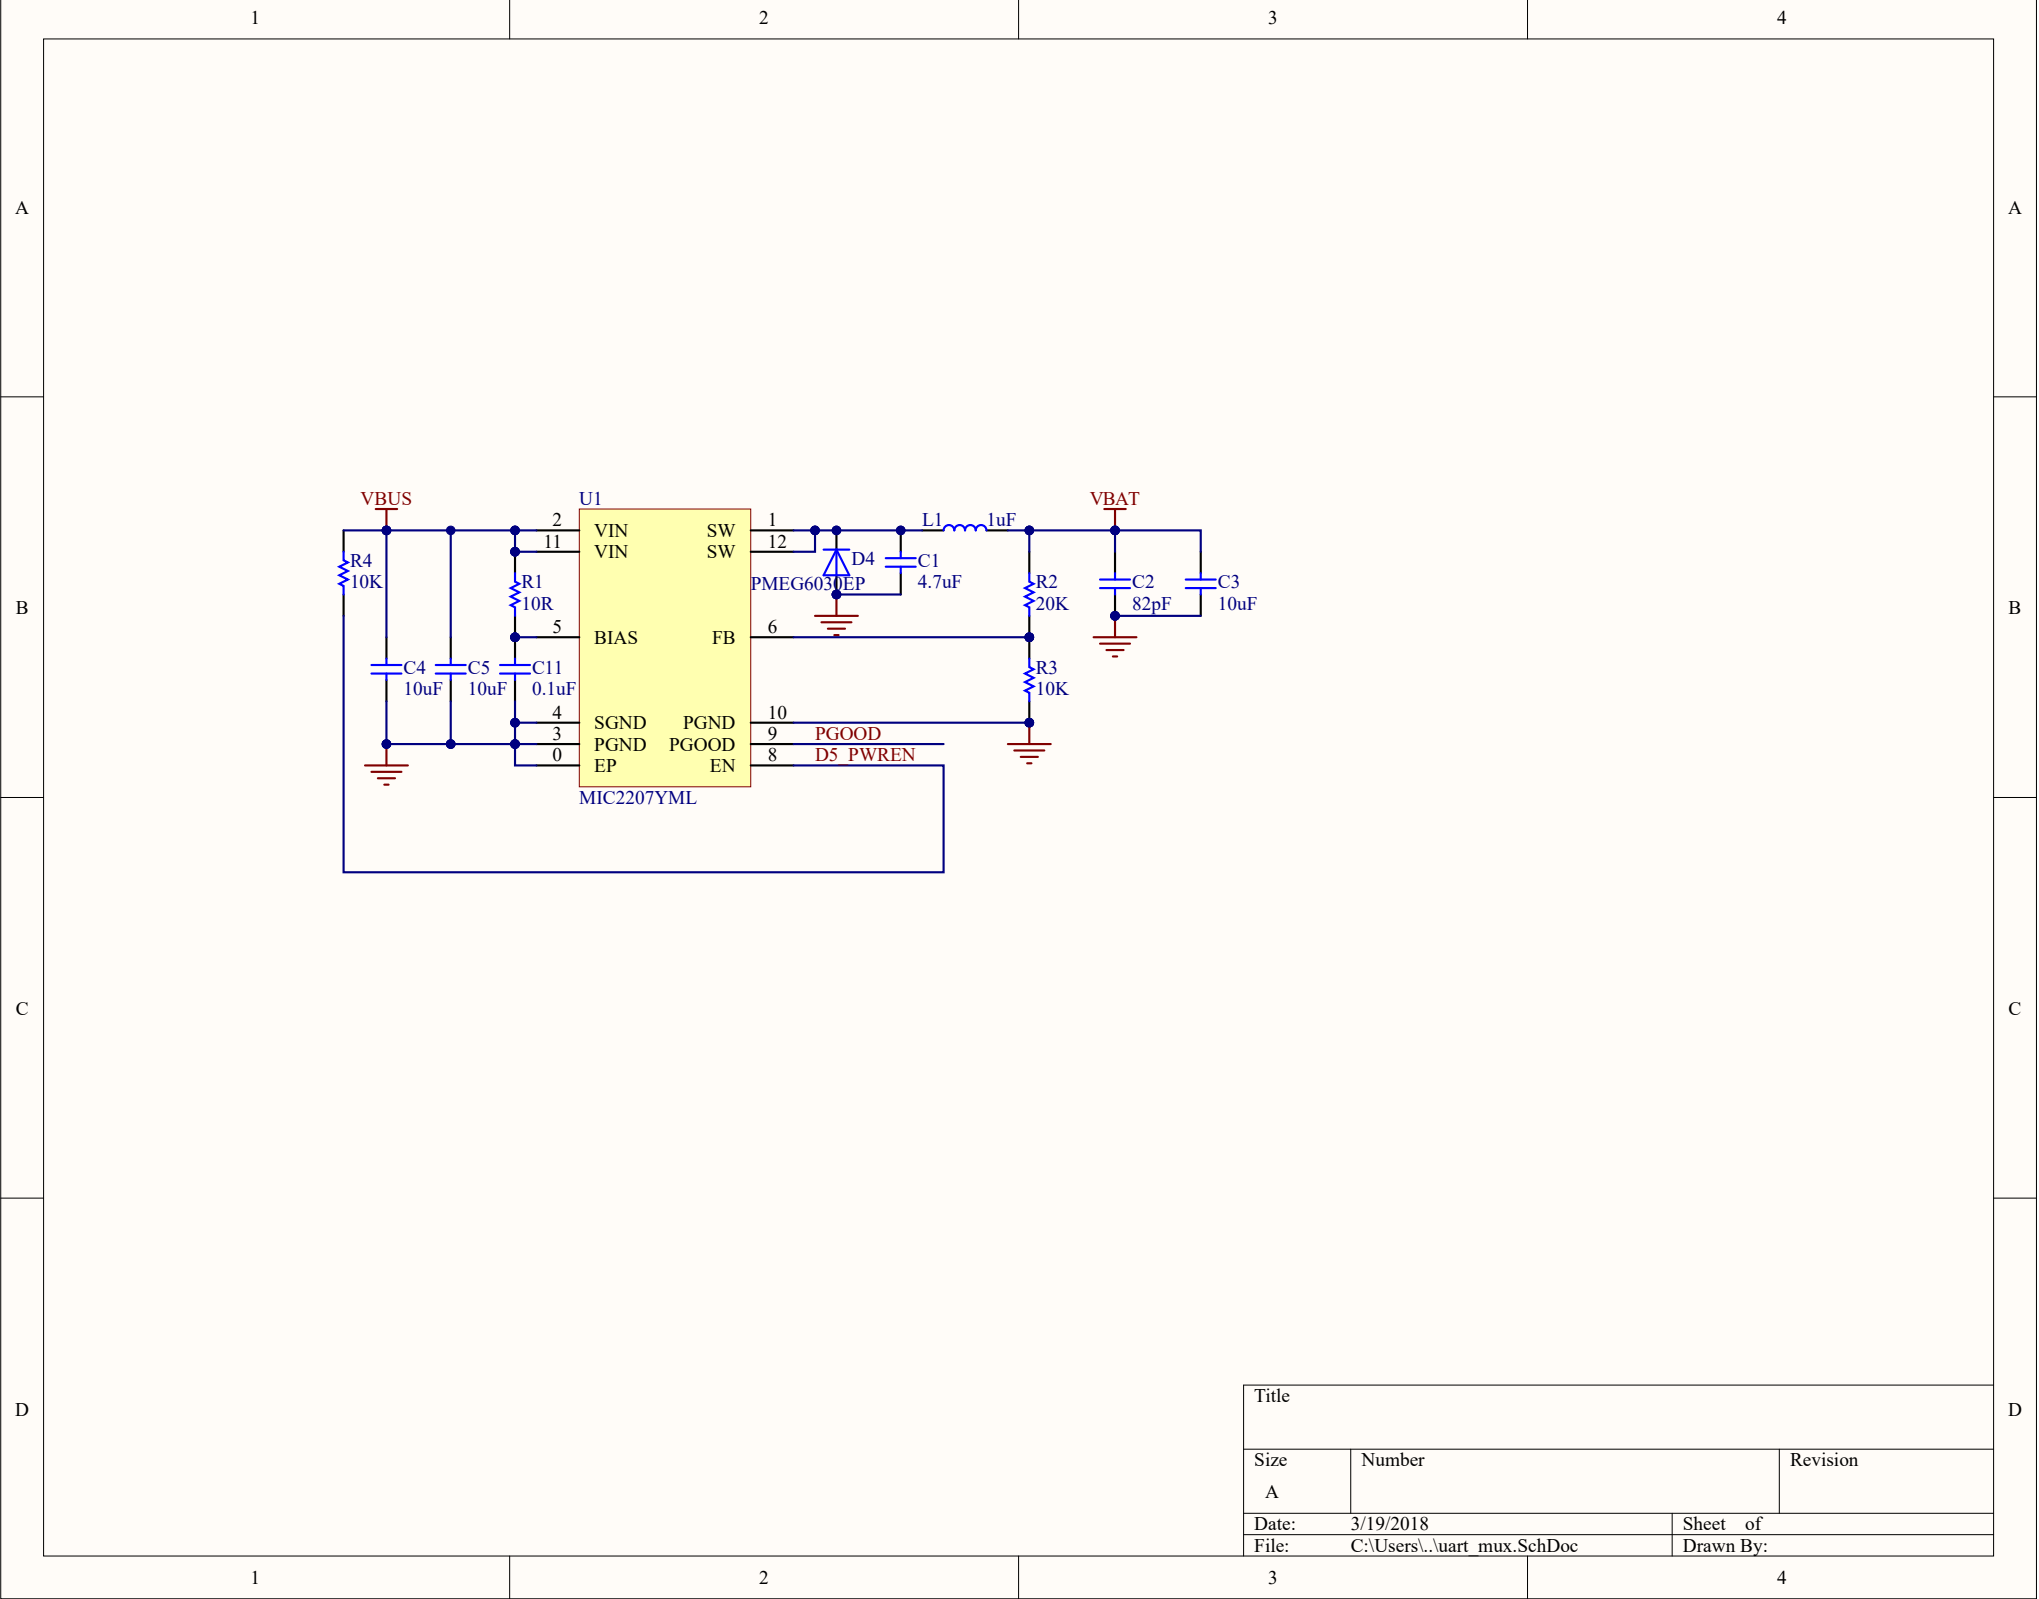 1 2 3 4
A A
VBUS U1 VBAT
2 VIN SW 1 L1 1uF
11 VIN SW 12
R4 D4 C1
10K R1 PMEG6030EP 4.7uF R2 C2 C3
10R 20K 82pF 10uF
B B
5 BIAS FB 6
C4 C5 C11 R3
10uF 10uF 0.1uF 10K
4 SGND PGND 10
3 PGND PGOOD 9 PGOOD
0 EP EN 8 D5_PWREN
MIC2207YML
C C
Title
D D
Size Number Revision
A
Date: 3/19/2018 Sheet of
File: C:\Users\..\uart_mux.SchDoc Drawn By:
1 2 3 4